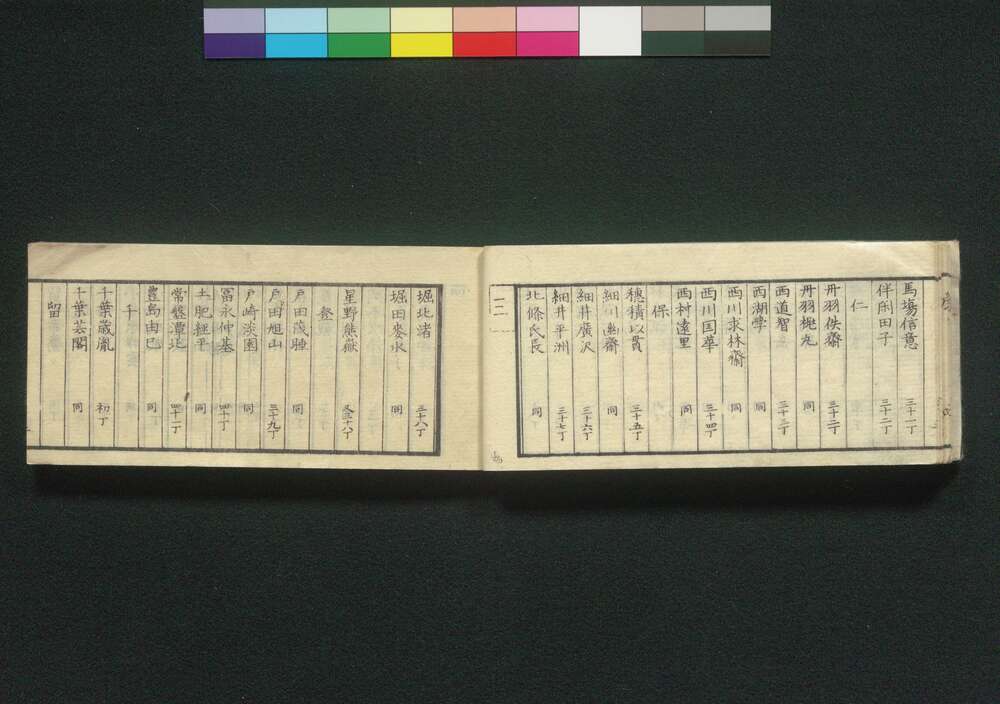 馬場信意 三十一丁
伴閑田子 三十二丁
仁
丹羽佚齋 三十二丁
丹羽樗丸 同
西道智 三十三丁
西湖學 同
西川求林齋 同
西川国華 三十四丁
西村遠里 同
保
穂積以貫 三十五丁
細川幽齋 同
細井廣沢 三十六丁
細井平洲 三十七丁
北條氏長 同
三
堀北渚 三十八丁
堀田麥水 同
星野熊嶽 又三十八丁
戸田茂睡 同
戸田旭山 三十九丁
戸崎淡園 同
冨永仲基 四十丁
土肥經平 同
常盤潭北 四十一丁
豊島由巳 同
千
千葉歳胤 初丁
千葉芸閣 同
留